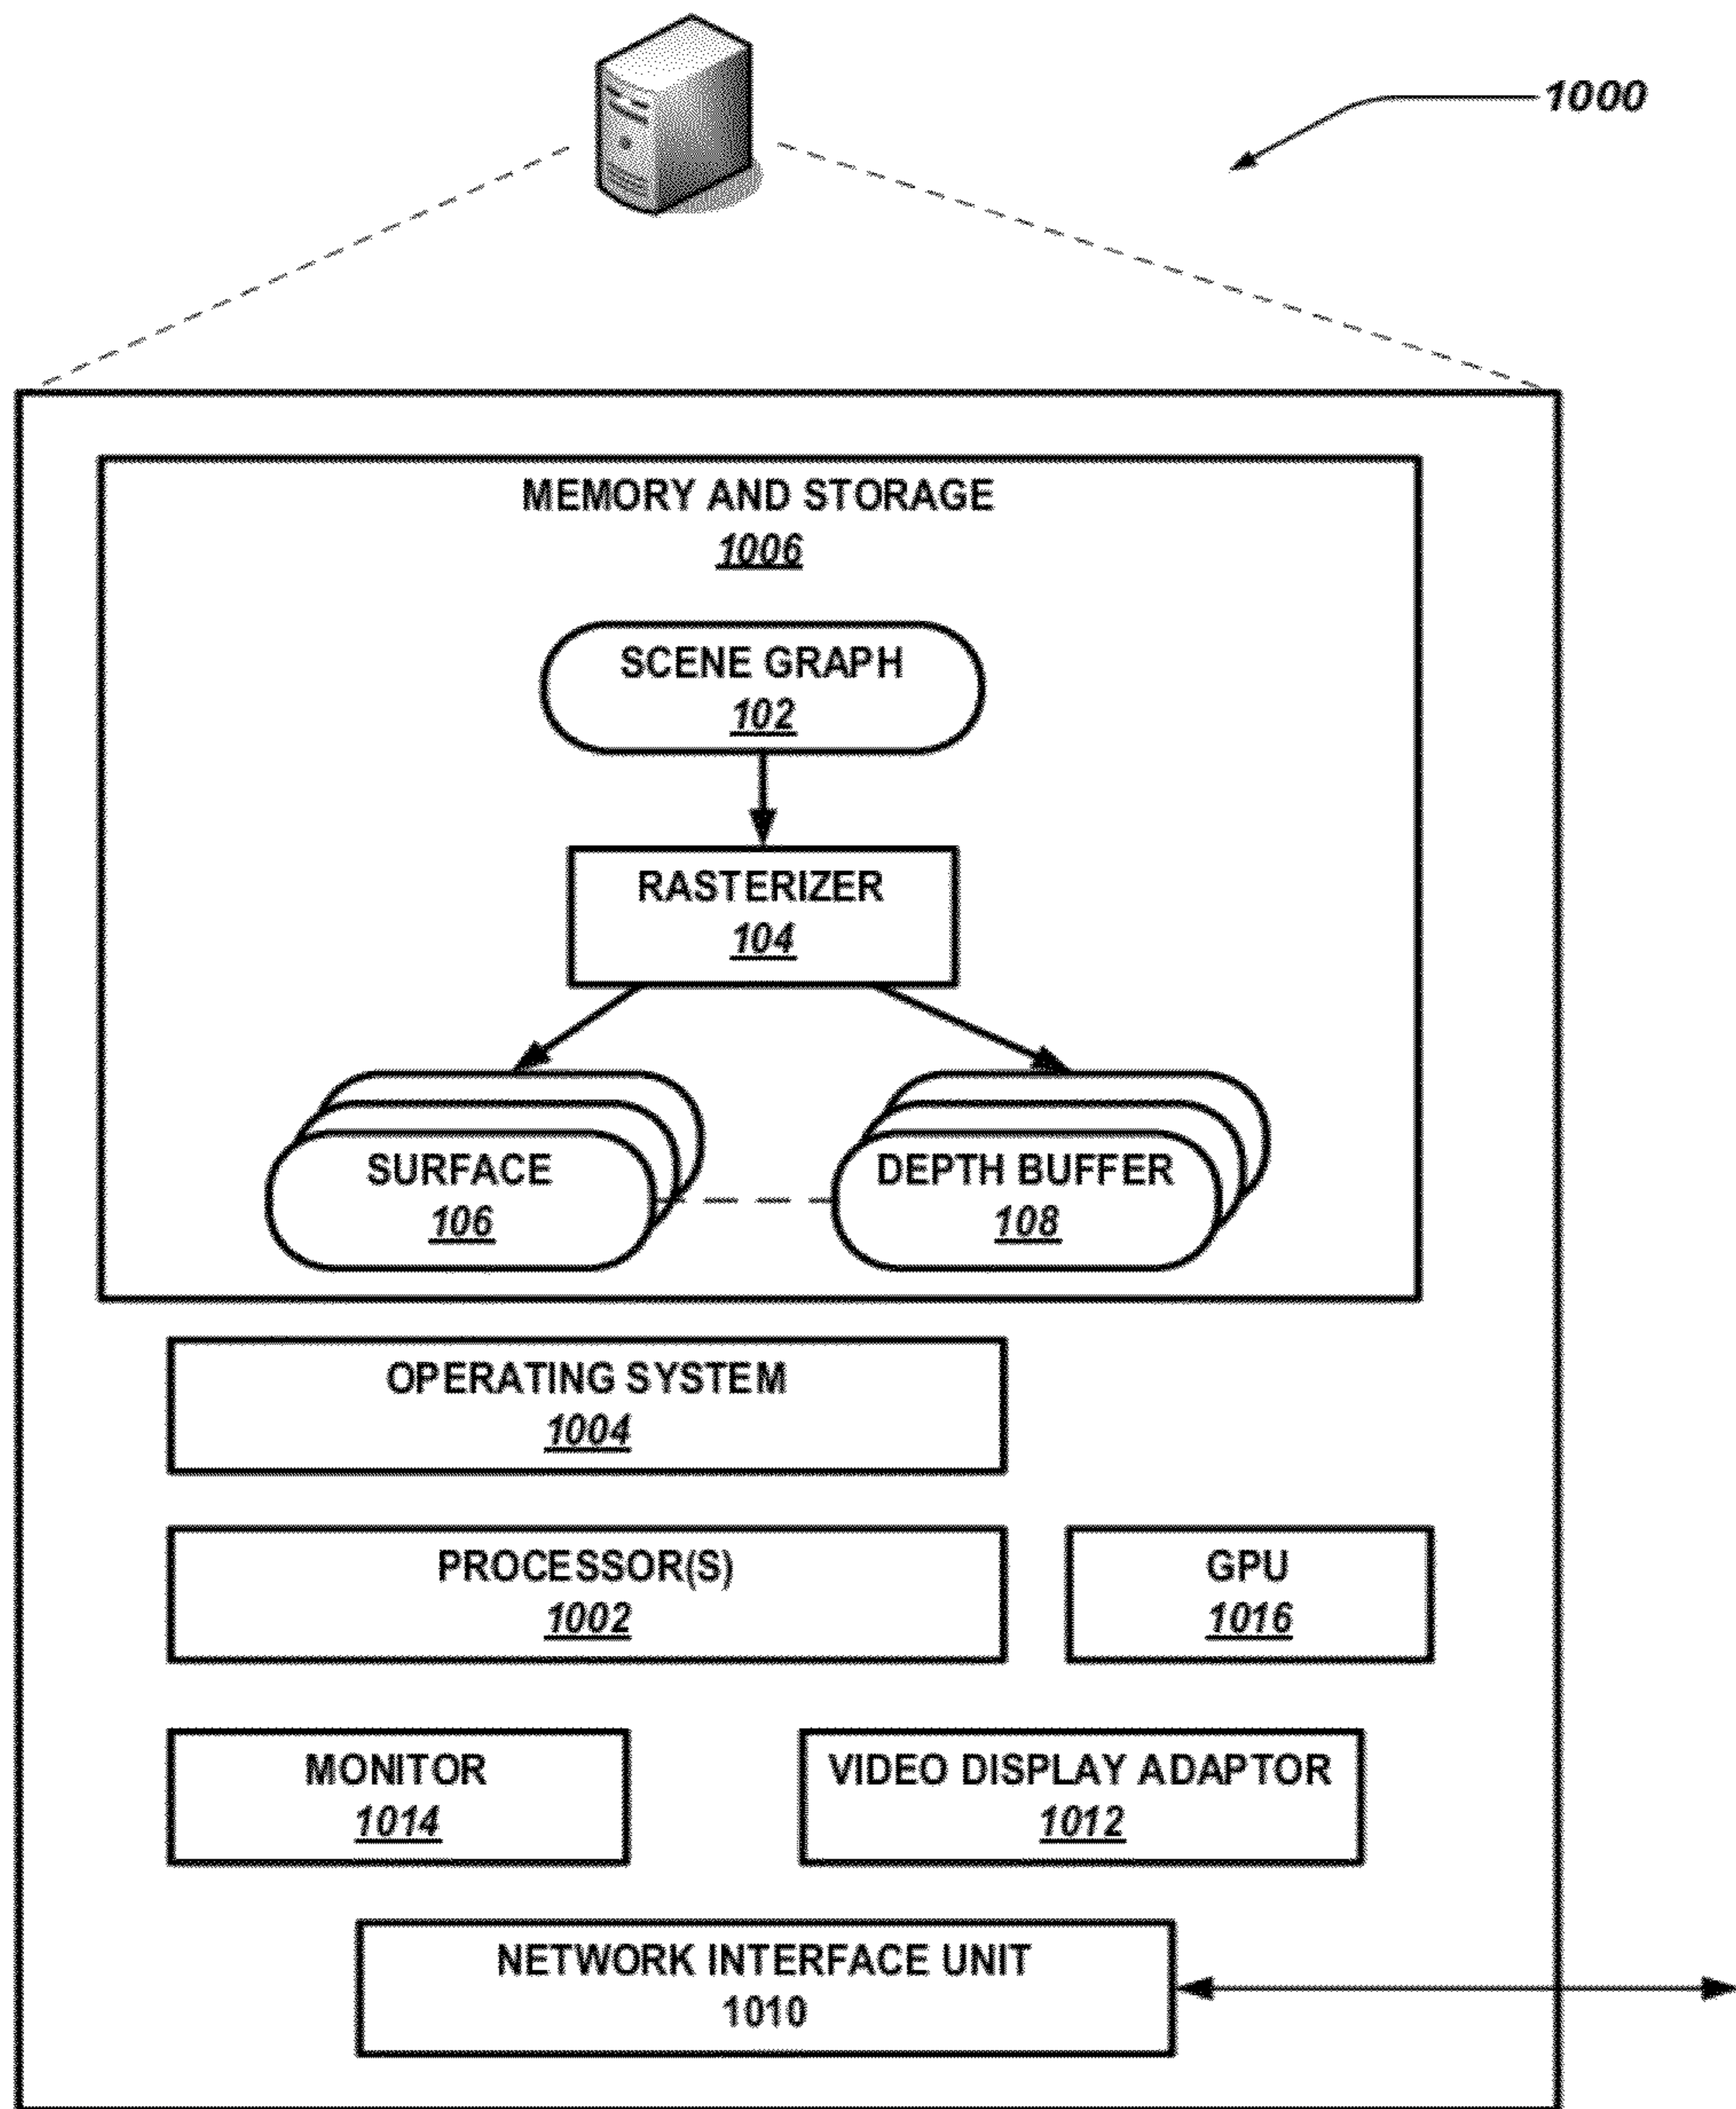 1000
MEMORY AND STORAGE
1006
SCENE GRAPH
102
RASTERIZER
104
SURFACE
106
DEPTH BUFFER
108
OPERATING SYSTEM
1004
PROCESSOR(S)
1002
GPU
1016
MONITOR
1014
VIDEO DISPLAY ADAPTOR
1012
NETWORK INTERFACE UNIT
1010